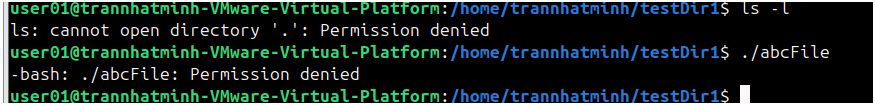 user01@trannhatminh-VMware-Virtual-Platform:/home/trannhatminh/testDir1$ ls -l
ls: cannot open directory '.': Permission denied
user01@trannhatminh-VMware-Virtual-Platform:/home/trannhatminh/testDir1$ ./abcFile
-bash: ./abcFile: Permission denied
user01@trannhatminh-VMware-Virtual-Platform:/home/trannhatminh/testDir1$